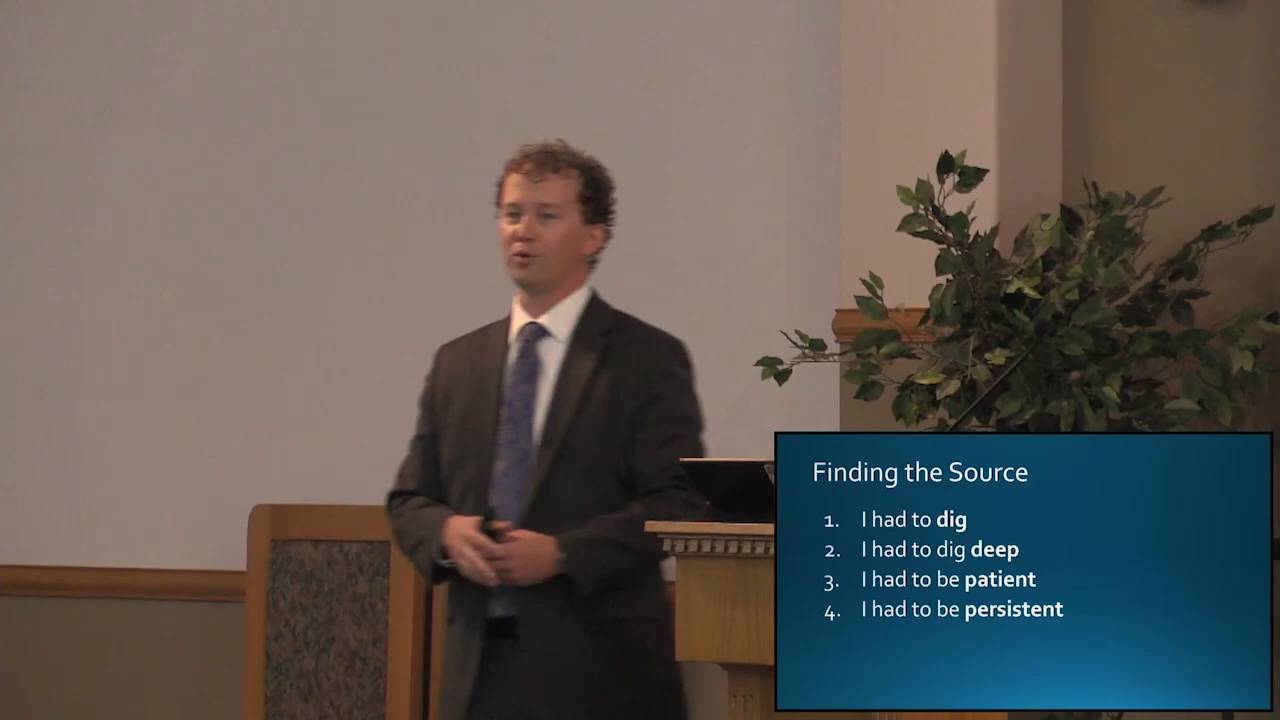 Finding the Source
1. I had to dig
2. I had to dig deep
3. I had to be patient
4. I had to be persistent